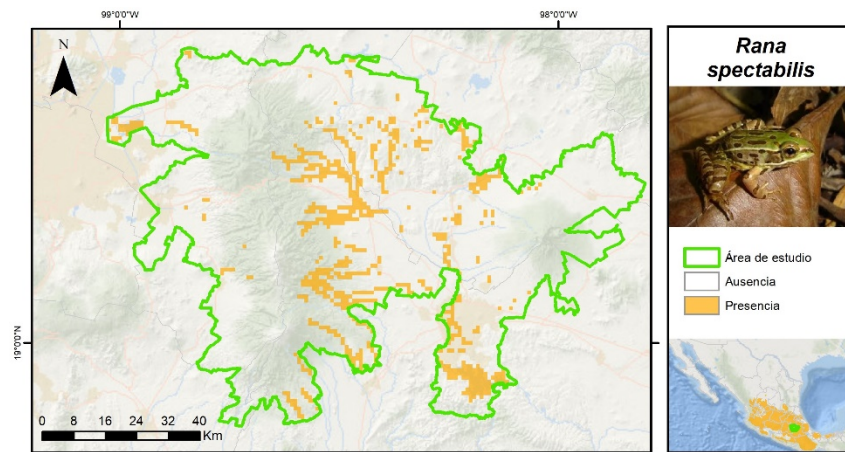 99°0'0"W
98°0'0"W
N
19°0'0"N
0 8 16 24 32 40
Km
Rana
spectabilis
Área de estudio
Ausencia
Presencia